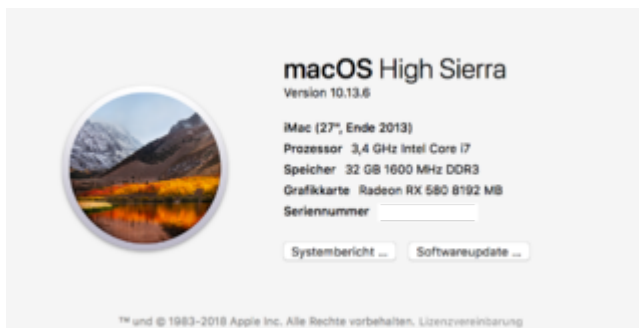 macOS High Sierra
Version 10.13.6
iMac (27", Ende 2013)
Prozessor 3,4 GHz Intel Core i7
Speicher 32 GB 1600 MHz DDR3
Grafikkarte Radeon RX 580 8192 MB
Seriennummer
Systembericht ... Softwareupdate ...
™ und © 1983-2018 Apple Inc. Alle Rechte vorbehalten. Lizenzvereinbarung